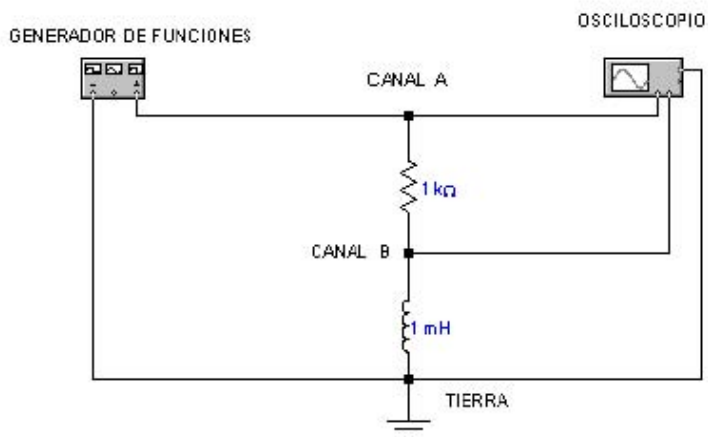 OSCILOSCOPIO
GENERADOR DE FUNCIONES
CANAL A
1 kΩ
CANAL B
1 mH
TIERRA